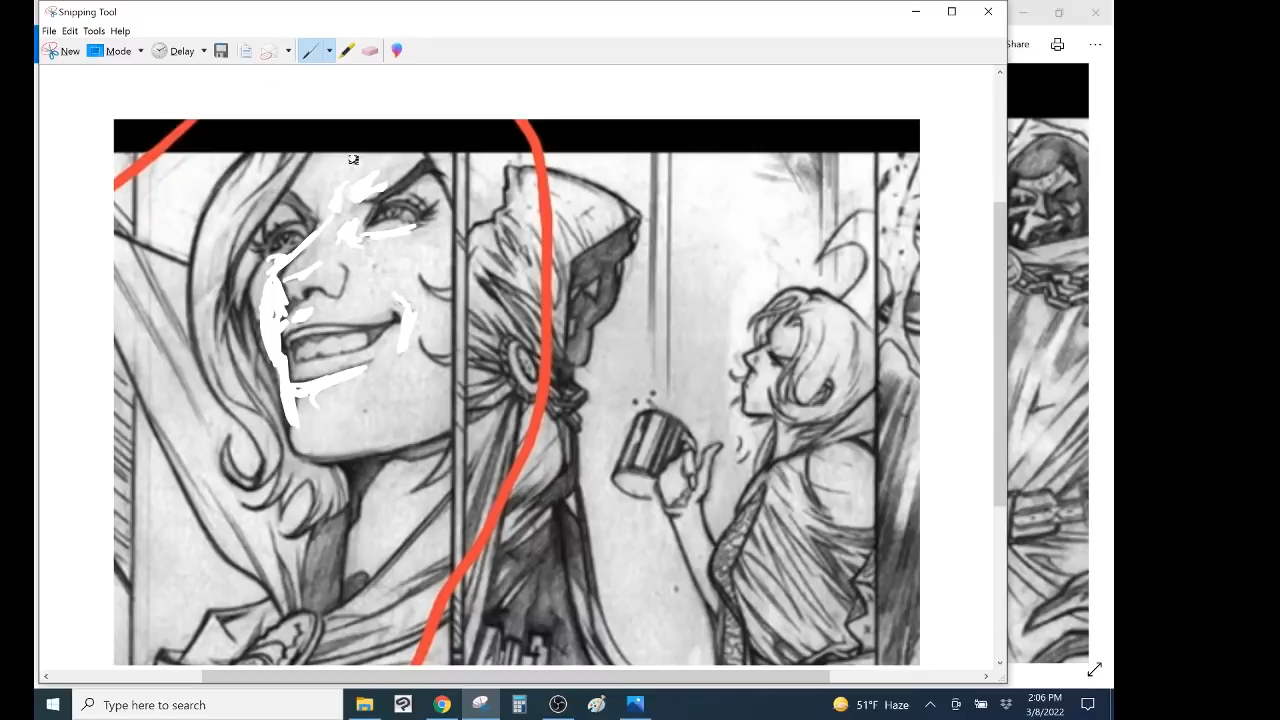 Snipping Tool
File Edit Tools Help
New Mode Delay
Share
Type here to search
51°F Haze
2:06 PM
3/8/2022